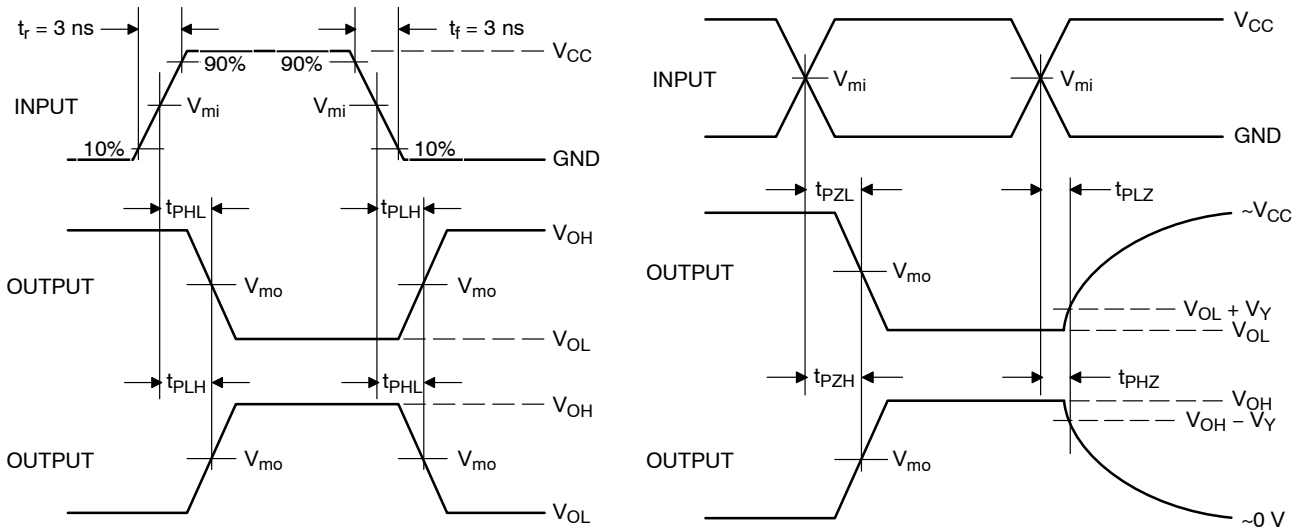 tr = 3 ns
tf = 3 ns
VCC
90%
90%
INPUT
Vmi
Vmi
10%
10%
GND
tPHL
tPLH
VOH
OUTPUT
Vmo
Vmo
VOL
tPLH
tPHL
VOH
OUTPUT
Vmo
Vmo
VOL
VCC
INPUT
Vmi
Vmi
GND
tPZL
tPLZ
~VCC
OUTPUT
Vmo
VOL + VY
VOL
tPZH
tPHZ
VOH
VOH − VY
OUTPUT
Vmo
~0 V